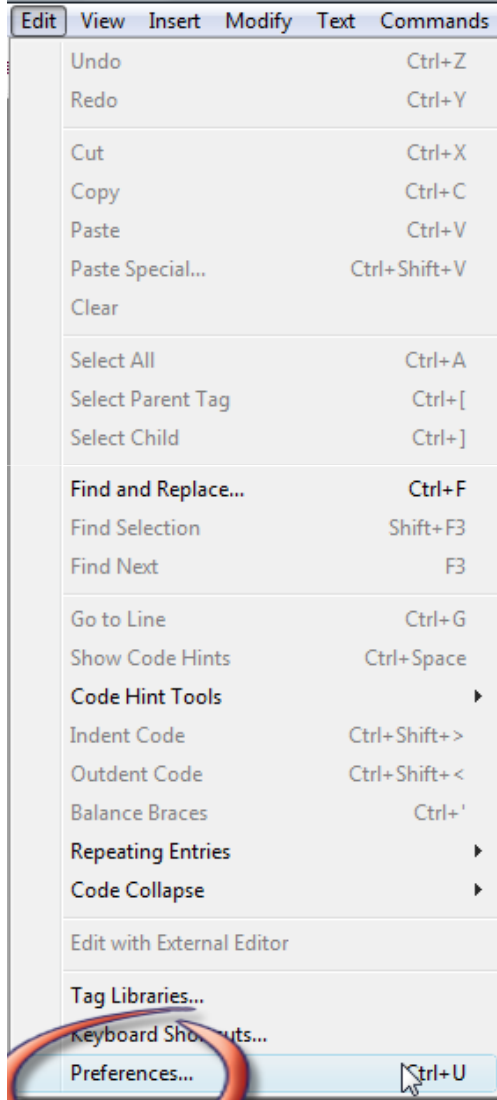 Edit View Insert Modify Text Commands
Undo Ctrl+Z
Redo Ctrl+Y
Cut Ctrl+X
Copy Ctrl+C
Paste Ctrl+V
Paste Special... Ctrl+Shift+V
Clear
Select All Ctrl+A
Select Parent Tag Ctrl+[
Select Child Ctrl+]
Find and Replace... Ctrl+F
Find Selection Shift+F3
Find Next F3
Go to Line Ctrl+G
Show Code Hints Ctrl+Space
Code Hint Tools
Indent Code Ctrl+Shift+>
Outdent Code Ctrl+Shift+<
Balance Braces Ctrl+'
Repeating Entries
Code Collapse
Edit with External Editor
Tag Libraries...
Keyboard Shortcuts...
Preferences... Ctrl+U